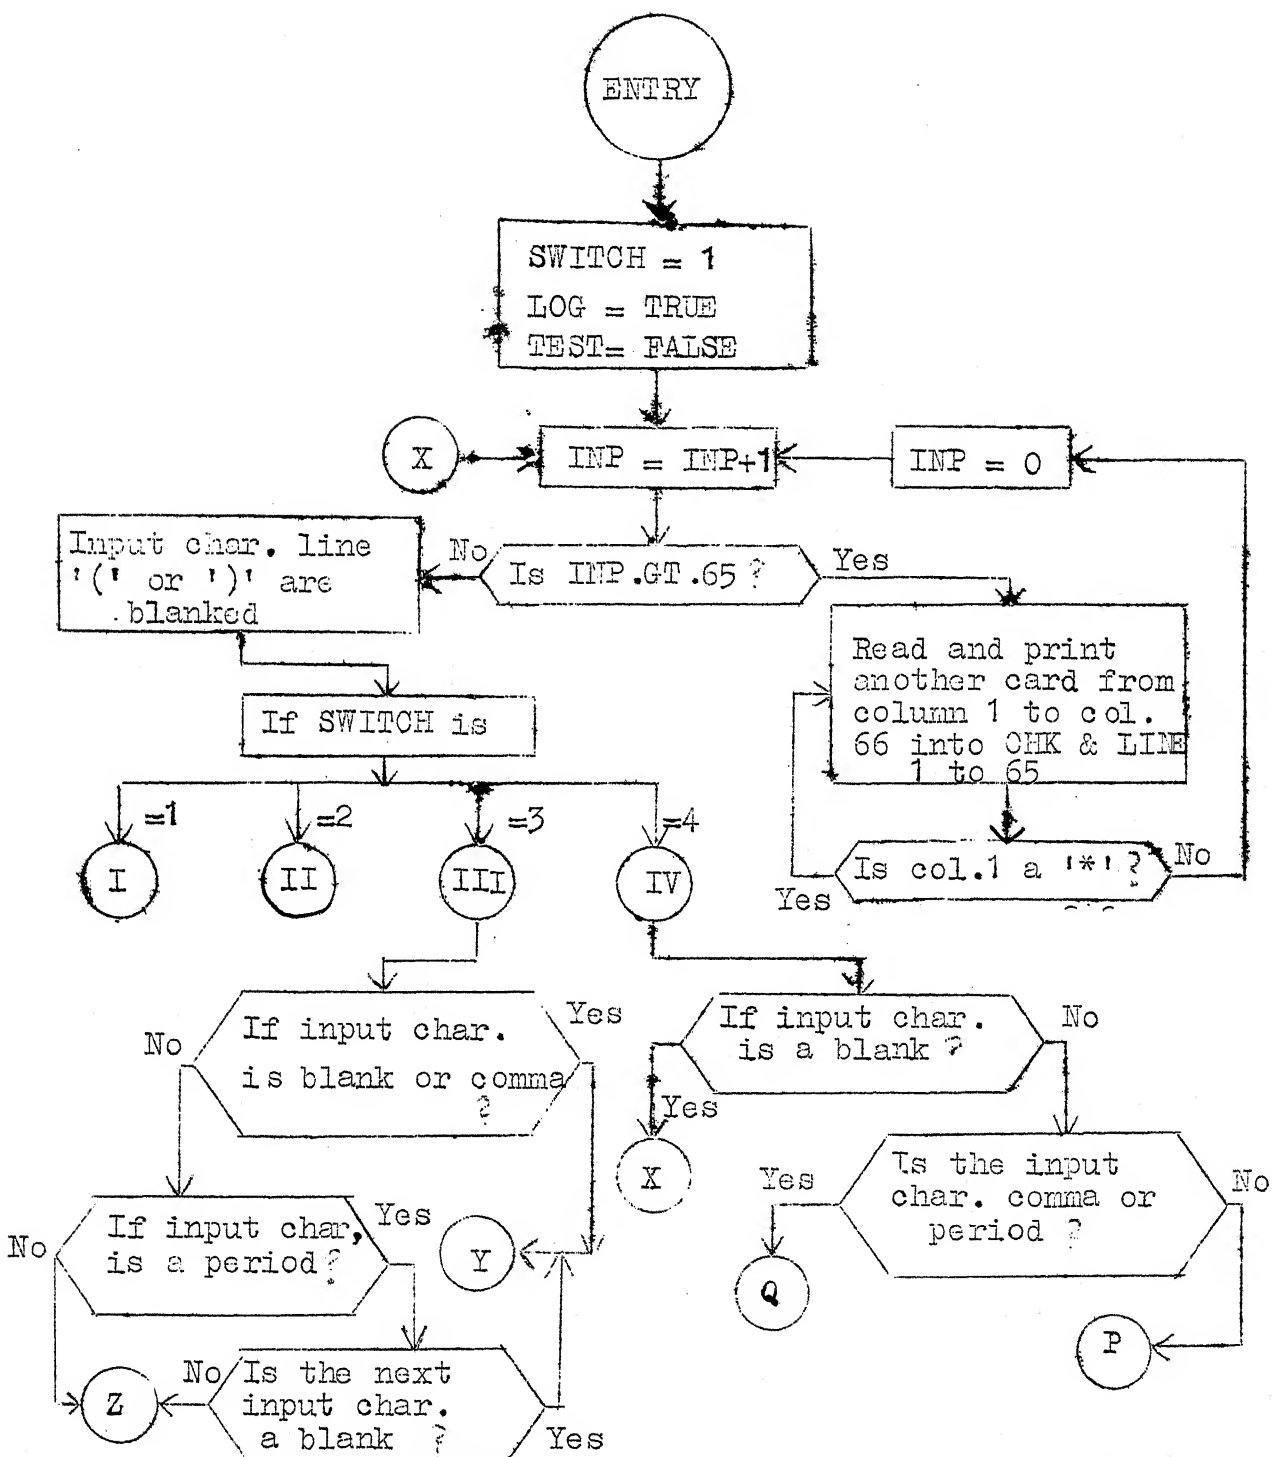 ENTRY
SWITCH = 1
LOG = TRUE
TEST= FALSE
X
INP = INP+1
INP = 0
Input char. line
'(' or ')' are
blanked
No
Is INP.GT.65 ?
Yes
Read and print
another card from
column 1 to col.
66 into CHK & LINE
1 to 65
If SWITCH is
=1
=2
=3
=4
I
II
III
IV
Is col.1 a '*' ?
No
Yes
If input char.
is blank or comma
?
No
Yes
If input char.
is a blank ?
No
Yes
X
Is the input
char. comma or
period ?
Yes
No
Q
P
If input char,
is a period?
Yes
No
Y
Z
No
Is the next
input char.
a blank ?
Yes